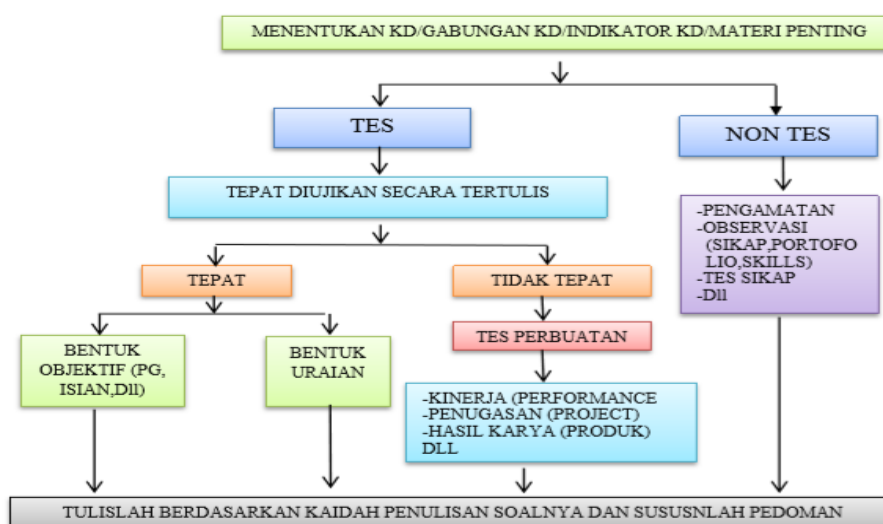 MENENTUKAN KD/GABUNGAN KD/INDIKATOR KD/MATERI PENTING
TES
NON TES
TEPAT DIUJIKAN SECARA TERTULIS
-PENGAMATAN
-OBSERVASI
(SIKAP,PORTOFO
LIO,SKILLS)
-TES SIKAP
-Dll
TEPAT
TIDAK TEPAT
BENTUK
OBJEKTIF (PG,
ISIAN,Dll)
BENTUK
URAIAN
TES PERBUATAN
-KINERJA (PERFORMANCE
-PENUGASAN (PROJECT)
-HASIL KARYA (PRODUK)
DLL
TULISLAH BERDASARKAN KAIDAH PENULISAN SOALNYA DAN SUSUSNLAH PEDOMAN